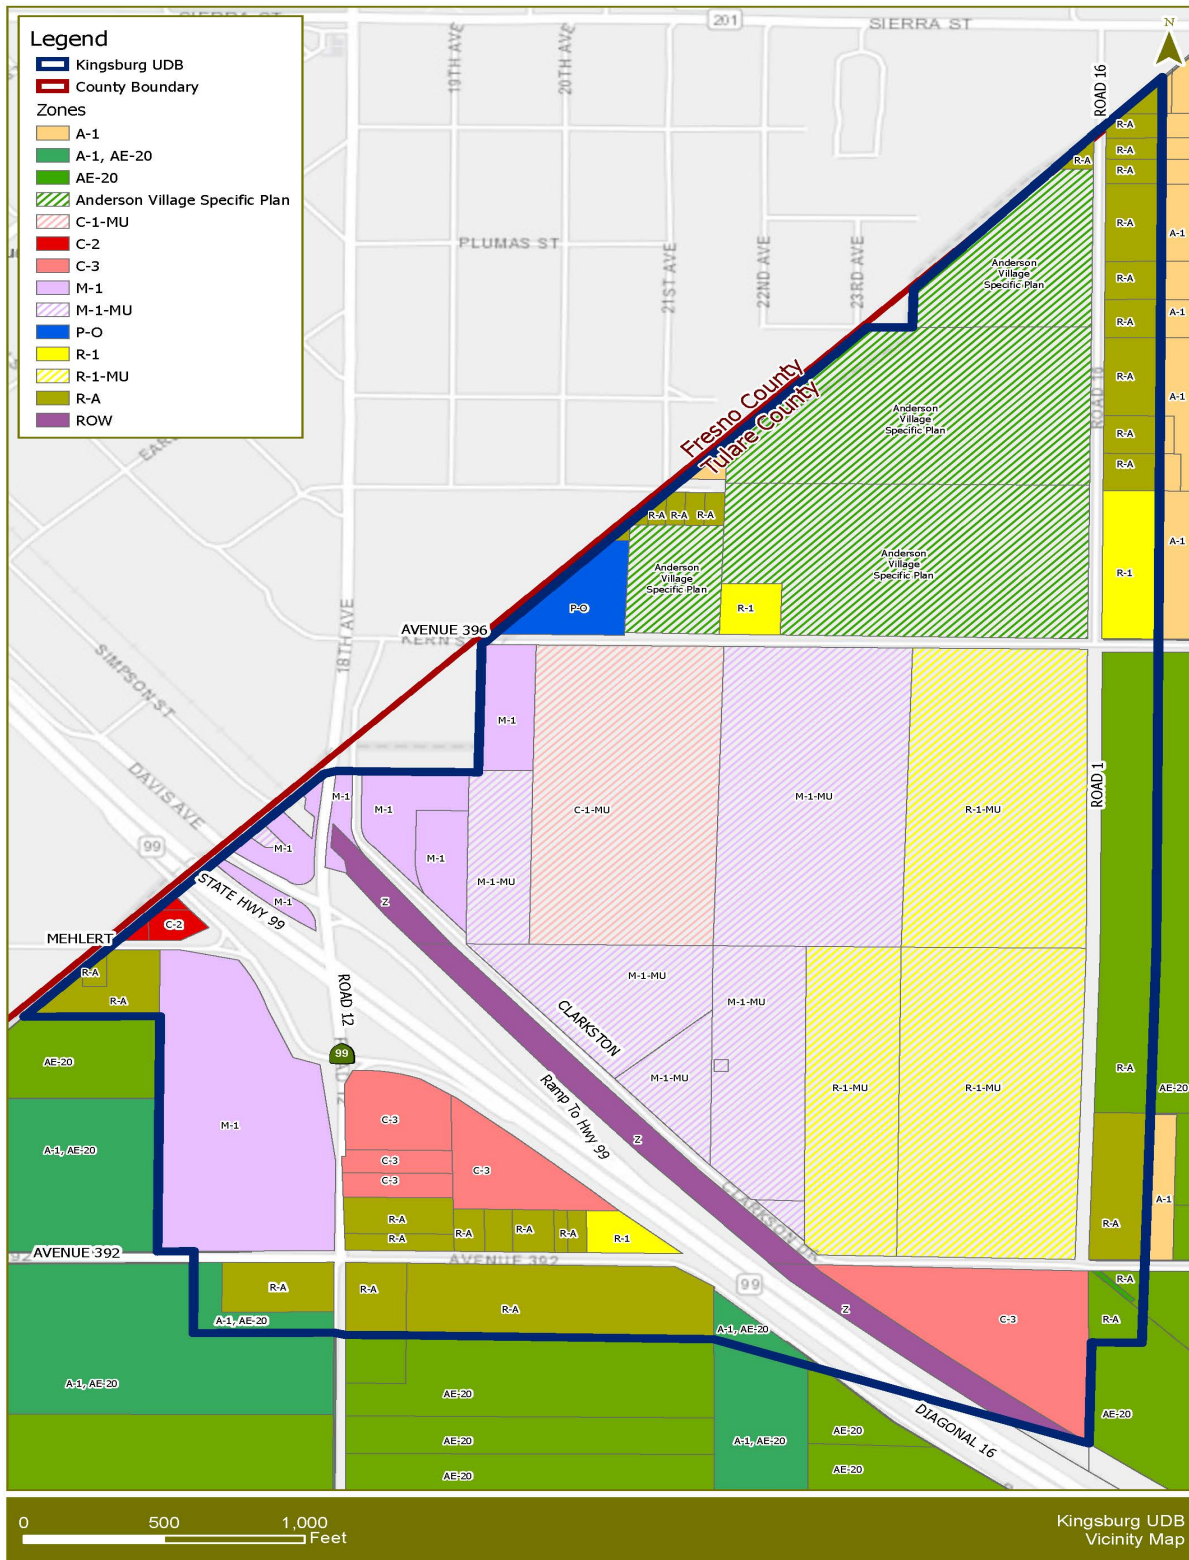 SIERRA ST
201
SIERRA ST
N
Legend
Kingsburg UDB
County Boundary
Zones
A-1
A-1, AE-20
AE-20
Anderson Village Specific Plan
C-1-MU
C-2
C-3
M-1
M-1-MU
P-O
R-1
R-1-MU
R-A
ROW
19TH AVE
20TH AVE
ROAD 16
R-A
R-A
R-A
R-A
PLUMAS ST
21ST AVE
22ND AVE
23RD AVE
R-A
A-1
Anderson
Village
Specific Plan
R-A
A-1
R-A
Fresno County
Tulare County
R-A
A-1
Anderson
Village
Specific Plan
R-A
R-A
R-A
R-A
R-A
A-1
Anderson
Village
Specific Plan
Anderson
Village
Specific Plan
R-1
P-O
R-1
AVENUE 396
18TH AVE
SIMPSON ST
M-1
DAVIS AVE
99
M-1
M-1
C-1-MU
M-1-MU
R-1-MU
ROAD 1
M-1
M-1
M-1-MU
STATE HWY 99
M-1
Z
C-2
MEHLERT
R-A
R-A
ROAD 12
M-1-MU
M-1-MU
CLARKSTON
99
AE-20
M-1-MU
R-1-MU
R-1-MU
R-A
AE-20
Ramp To Hwy 99
M-1
C-3
Z
A-1, AE-20
C-3
C-3
C-3
A-1
CLARKSON DR
R-A
R-A
R-A
R-A
R-A
R-1
R-A
AVENUE 392
AVENUE 392
99
R-A
R-A
R-A
R-A
A-1, AE-20
A-1, AE-20
Z
C-3
R-A
A-1, AE-20
AE-20
AE-20
DIAGONAL 16
AE-20
A-1, AE-20
AE-20
AE-20
AE-20
0 500 1,000
Feet
Kingsburg UDB
Vicinity Map